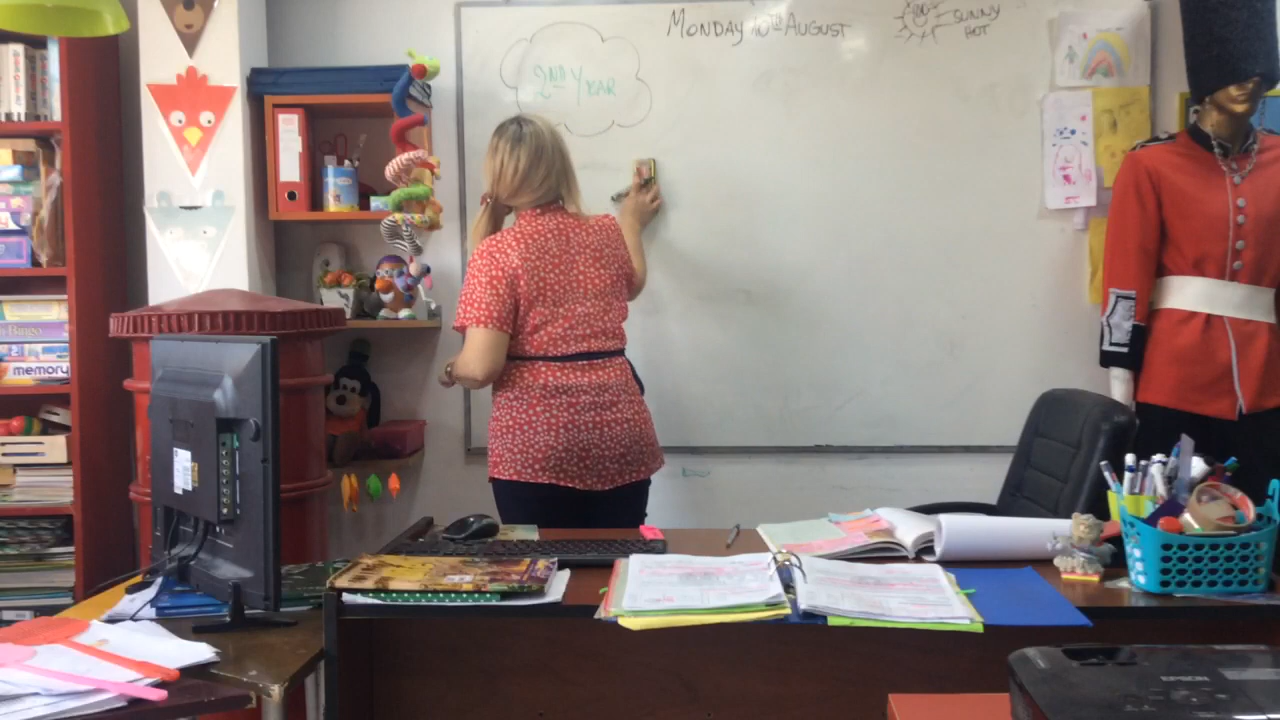 MONDAY 10TH AUGUST
SUNNY
HOT
2ND YEAR
Bingo
memory
EPSON